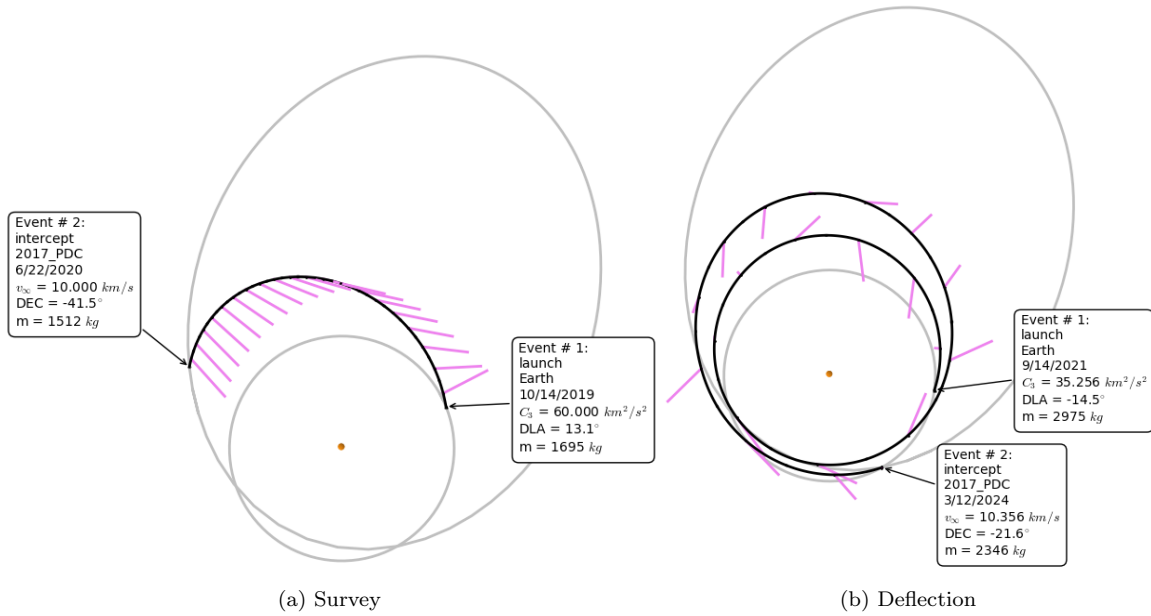 Event # 2:
intercept
2017_PDC
6/22/2020
v∞ = 10.000 km/s
DEC = -41.5°
m = 1512 kg
Event # 1:
launch
Earth
10/14/2019
C₃ = 60.000 km²/s²
DLA = 13.1°
m = 1695 kg
(a) Survey
Event # 1:
launch
Earth
9/14/2021
C₃ = 35.256 km²/s²
DLA = -14.5°
m = 2975 kg
Event # 2:
intercept
2017_PDC
3/12/2024
v∞ = 10.356 km/s
DEC = -21.6°
m = 2346 kg
(b) Deflection